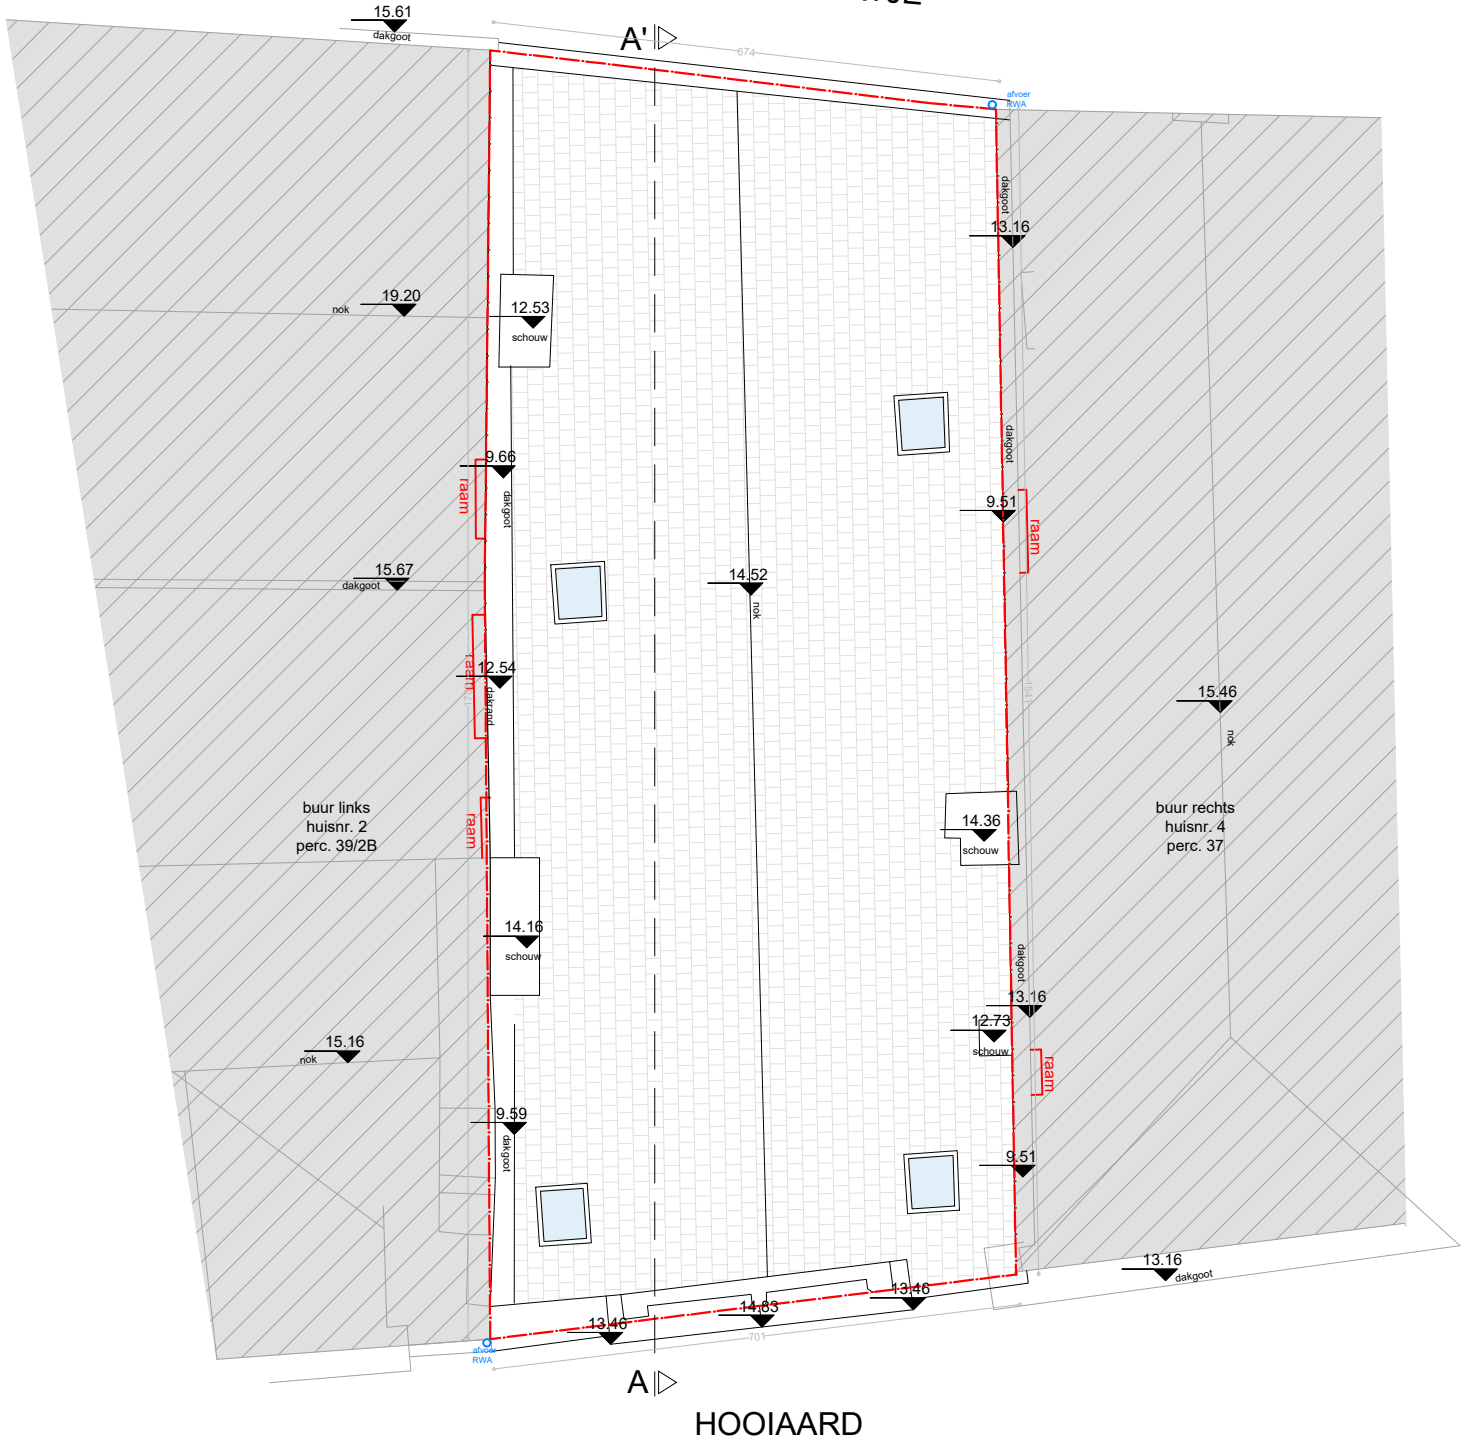 15.61
dakgoot
A'
674
afvoer
RWA
dakgoot
13.16
19.20
nok
12.53
schouw
dakgoot
9.66
raam
dakgoot
9.51
raam
15.67
dakgoot
14.52
nok
12.54
raam
dakrand
15.46
nok
buur links
huisnr. 2
perc. 39/2B
raam
14.36
schouw
buur rechts
huisnr. 4
perc. 37
14.16
schouw
dakgoot
13.16
12.73
schouw
raam
15.16
nok
9.59
dakgoot
9.51
13.16
dakgoot
13.46
14.83
13.46
701
afvoer
RWA
A
HOOIAARD